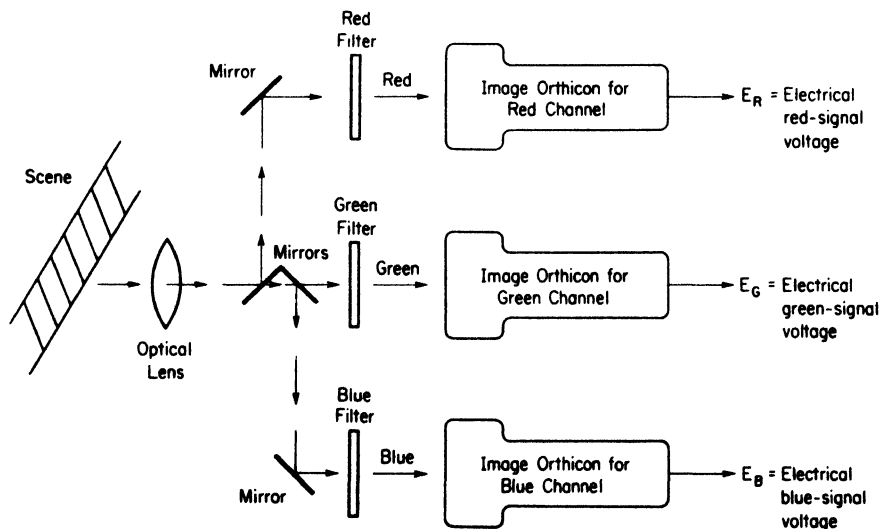 Red
Filter
Mirror
Red
Image Orthicon for
Red Channel
E_R = Electrical
red-signal
voltage
Scene
Optical
Lens
Mirrors
Green
Filter
Green
Image Orthicon for
Green Channel
E_G = Electrical
green-signal
voltage
Blue
Filter
Mirror
Blue
Image Orthicon for
Blue Channel
E_B = Electrical
blue-signal
voltage